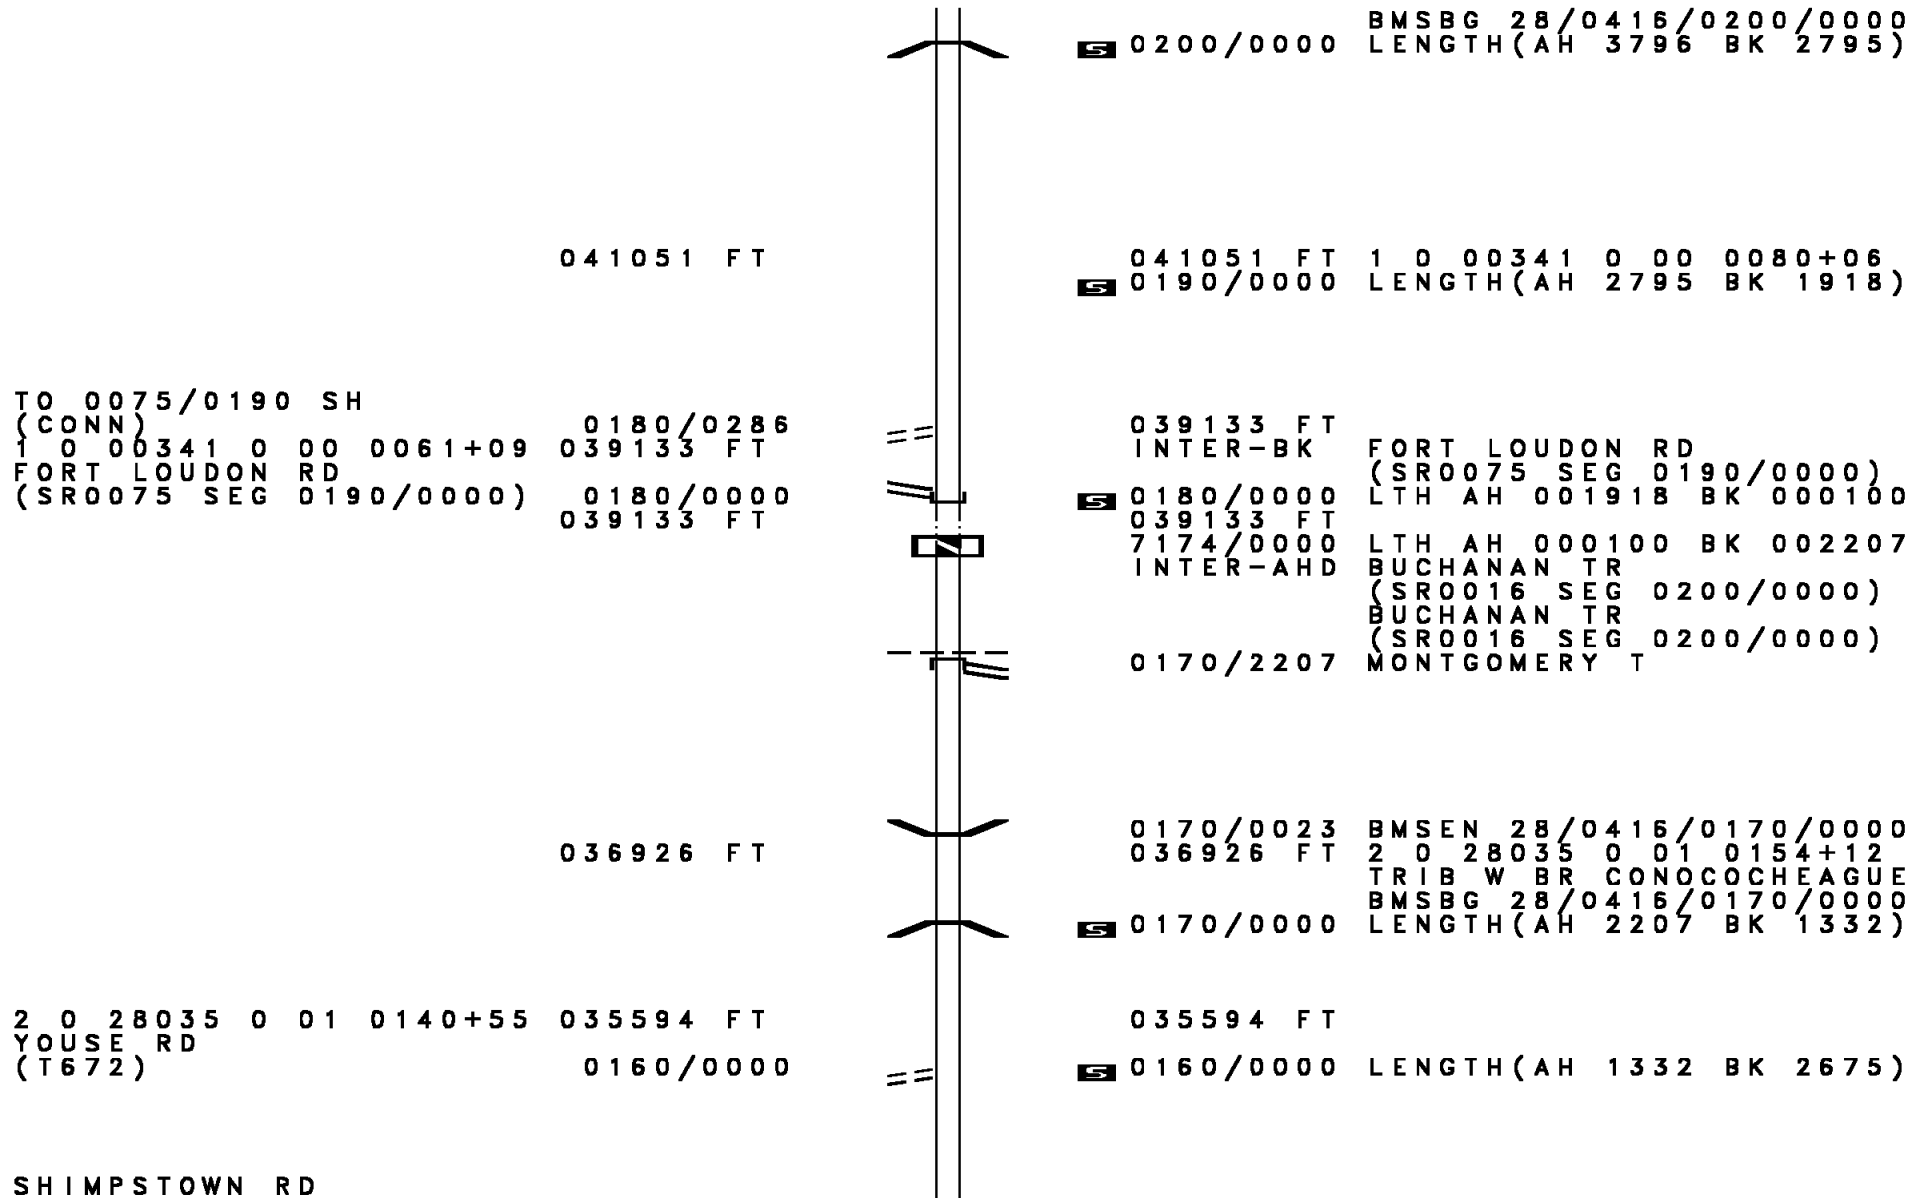 BMSBG 28/0416/0200/0000
S 0200/0000 LENGTH(AH 3796 BK 2795)
041051 FT 041051 FT 1 0 00341 0 00 0080+06
S 0190/0000 LENGTH(AH 2795 BK 1918)
TO 0075/0190 SH
(CONN) 0180/0286 039133 FT
1 0 00341 0 00 0061+09 039133 FT INTER-BK FORT LOUDON RD
FORT LOUDON RD (SR0075 SEG 0190/0000)
(SR0075 SEG 0190/0000) 0180/0000 S 0180/0000 LTH AH 001918 BK 000100
039133 FT 039133 FT
7174/0000 LTH AH 000100 BK 002207
INTER-AHD BUCHANAN TR
(SR0016 SEG 0200/0000)
BUCHANAN TR
(SR0016 SEG 0200/0000)
0170/2207 MONTGOMERY T
0170/0023 BMSEN 28/0416/0170/0000
036926 FT 036926 FT 2 0 28035 0 01 0154+12
TRIB W BR CONOCOCHEAGUE
BMSBG 28/0416/0170/0000
S 0170/0000 LENGTH(AH 2207 BK 1332)
2 0 28035 0 01 0140+55 035594 FT 035594 FT
YOUSE RD
(T672) 0160/0000 S 0160/0000 LENGTH(AH 1332 BK 2675)
SHIMPSTOWN RD